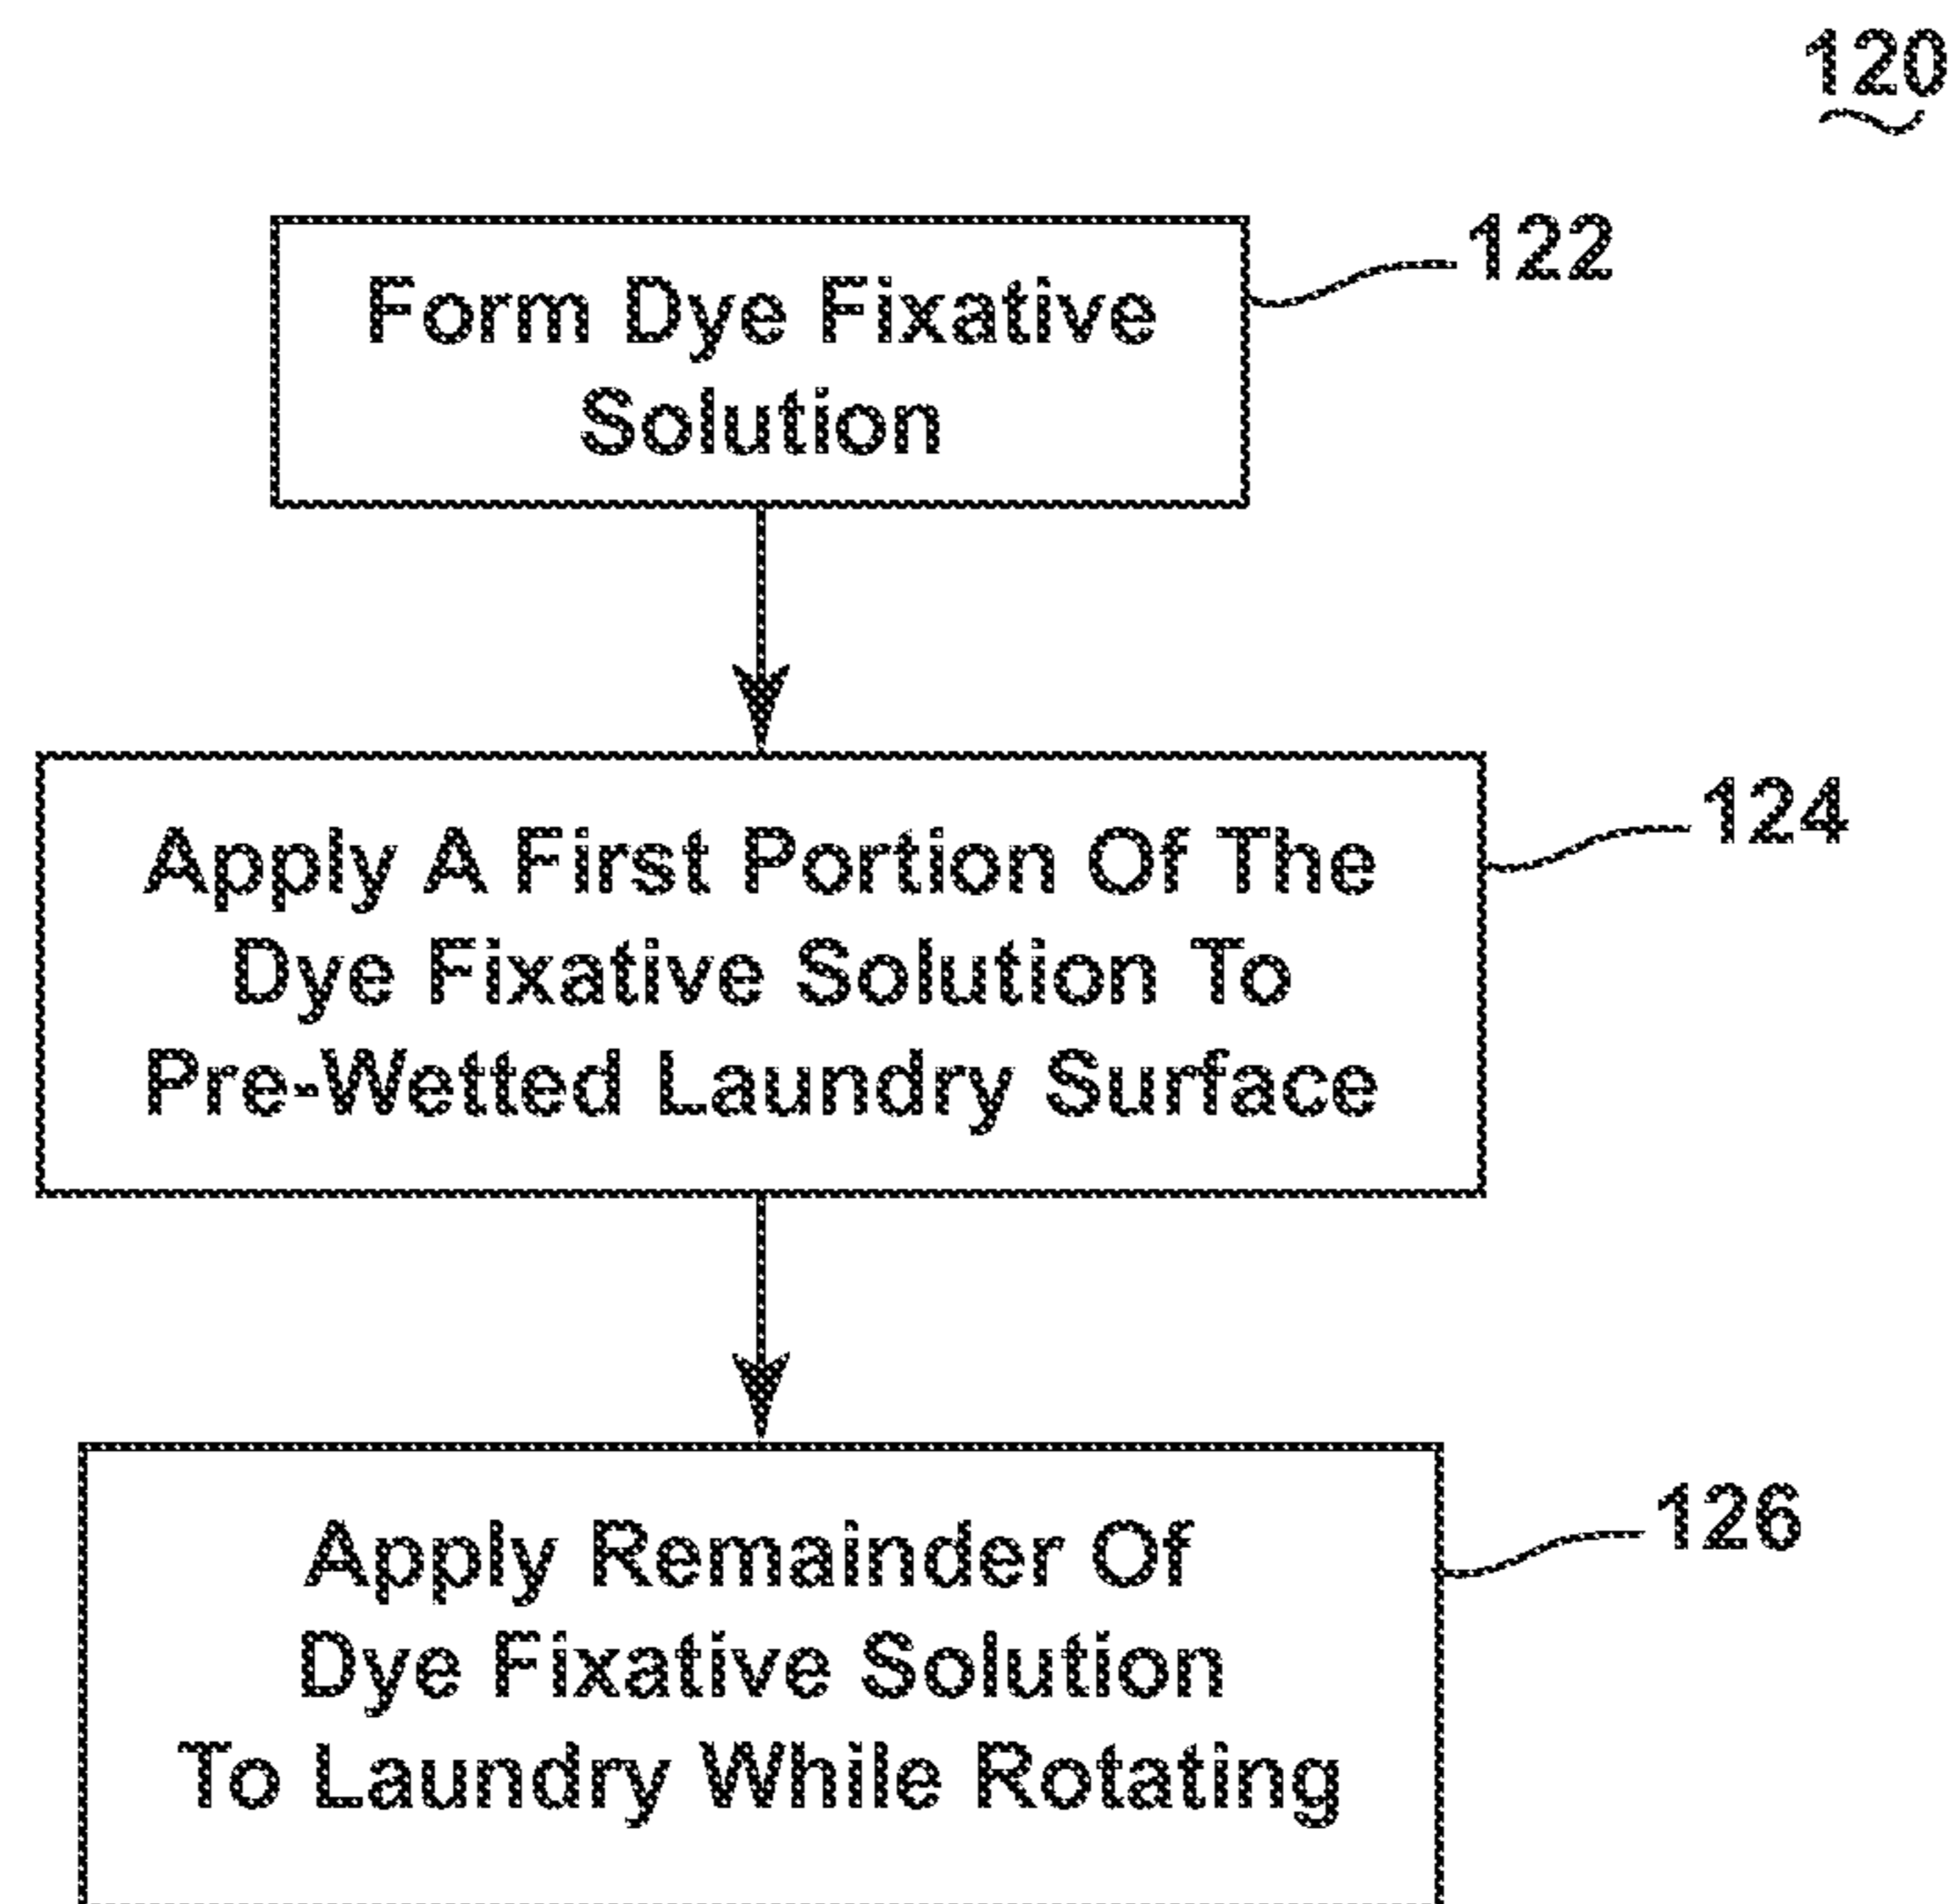 120
Form Dye Fixative
Solution
122
Apply A First Portion Of The
Dye Fixative Solution To
Pre-Wetted Laundry Surface
124
Apply Remainder Of
Dye Fixative Solution
To Laundry While Rotating
126